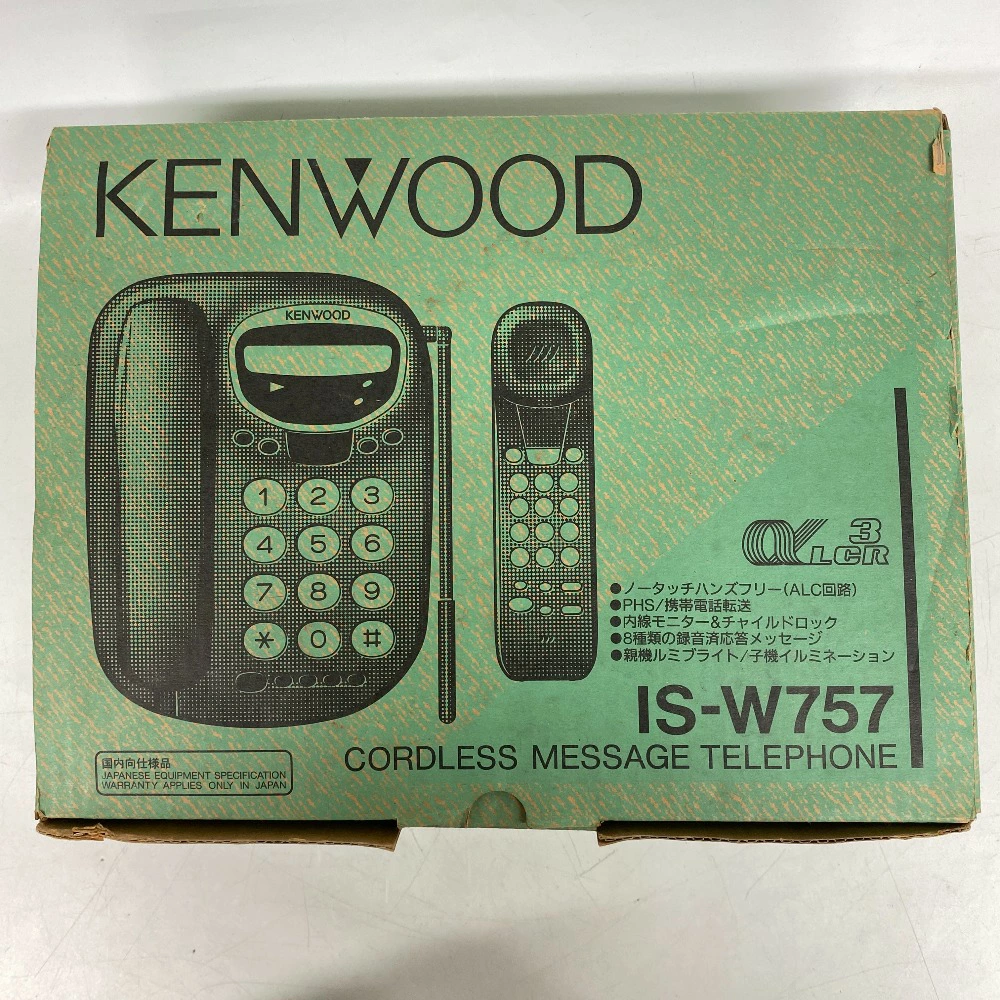 KENWOOD
KENWOOD
1 2 3
4 5 6
7 8 9
* 0 #
α LCR 3
●ノータッチハンズフリー(ALC回路)
●PHS/携帯電話転送
●内線モニター&チャイルドロック
●8種類の録音済応答メッセージ
●親機ルミブライト/子機イルミネーション
IS-W757
CORDLESS MESSAGE TELEPHONE
国内向仕様品
JAPANESE EQUIPMENT SPECIFICATION
WARRANTY APPLIES ONLY IN JAPAN